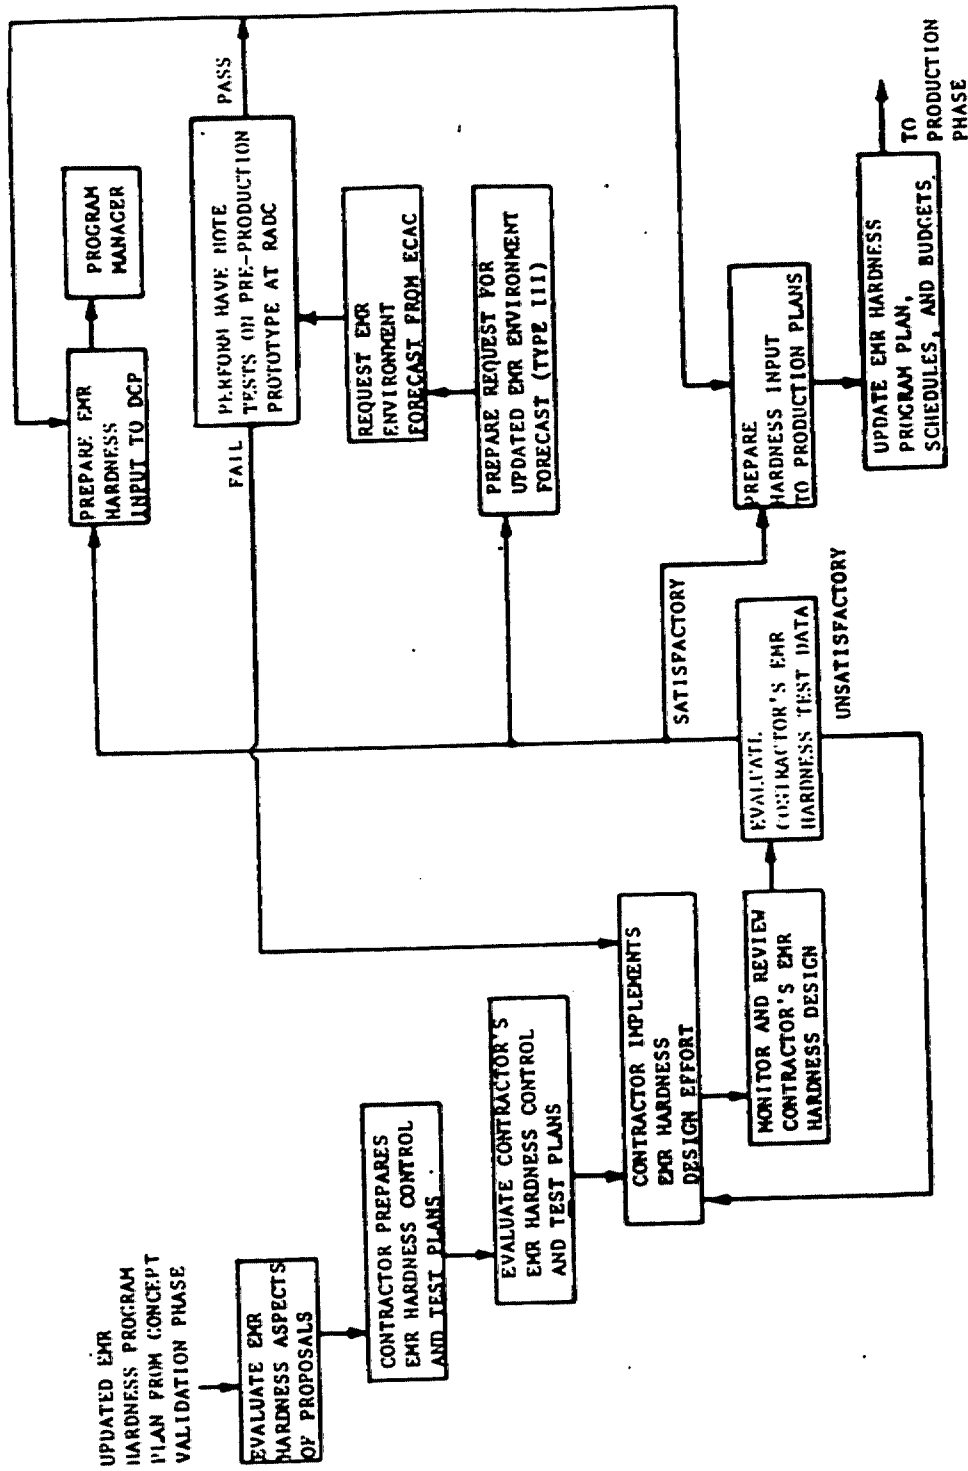 UPDATED EMR
HARDNESS PROGRAM
PLAN FROM CONCEPT
VALIDATION PHASE
EVALUATE EMR
HARDNESS ASPECTS
OF PROPOSALS
CONTRACTOR PREPARES
EMR HARDNESS CONTROL
AND TEST PLANS
EVALUATE CONTRACTOR'S
EMR HARDNESS CONTROL
AND TEST PLANS
CONTRACTOR IMPLEMENTS
EMR HARDNESS
DESIGN EFFORT
MONITOR AND REVIEW
CONTRACTOR'S EMR
HARDNESS DESIGN
EVALUATE
CONTRACTOR'S EMR
HARDNESS TEST DATA
UNSATISFACTORY
SATISFACTORY
PREPARE EMR
HARDNESS
INPUT TO DCP
PROGRAM
MANAGER
FAIL
PERFORM HAVE NOTE
TESTS ON PRE-PRODUCTION
PROTOTYPE AT RADC
PASS
REQUEST EMR
ENVIRONMENT
FORECAST FROM ECAC
PREPARE REQUEST FOR
UPDATED EMR ENVIRONMENT
FORECAST (TYPE III)
PREPARE
HARDNESS INPUT
TO PRODUCTION PLANS
UPDATE EMR HARDNESS
PROGRAM PLAN,
SCHEDULES, AND BUDGETS
TO
PRODUCTION
PHASE